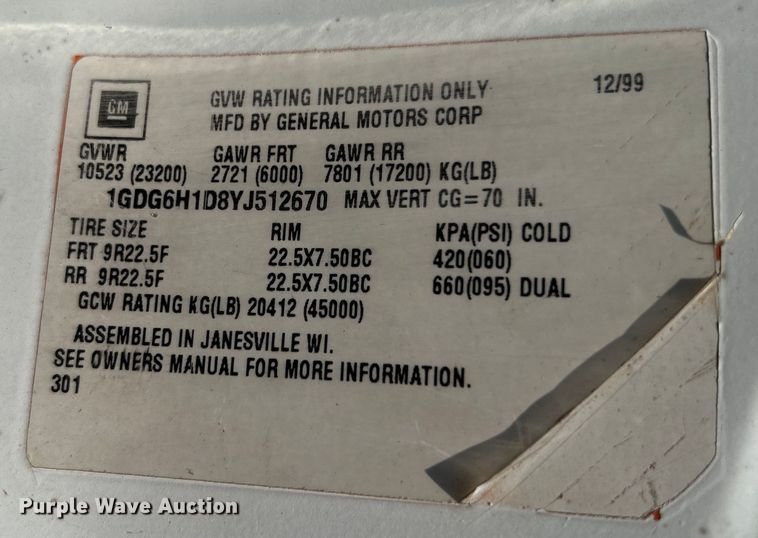 GM
GVW RATING INFORMATION ONLY 12/99
MFD BY GENERAL MOTORS CORP
GVWR GAWR FRT GAWR RR
10523 (23200) 2721 (6000) 7801 (17200) KG(LB)
1GDG6H1D8YJ512670 MAX VERT CG=70 IN.
TIRE SIZE RIM KPA(PSI) COLD
FRT 9R22.5F 22.5X7.50BC 420(060)
RR 9R22.5F 22.5X7.50BC 660(095) DUAL
GCW RATING KG(LB) 20412 (45000)
ASSEMBLED IN JANESVILLE WI.
SEE OWNERS MANUAL FOR MORE INFORMATION.
301
Purple Wave Auction